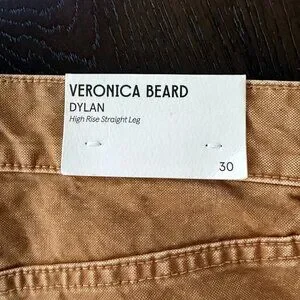 VERONICA BEARD
DYLAN
High Rise Straight Leg
30